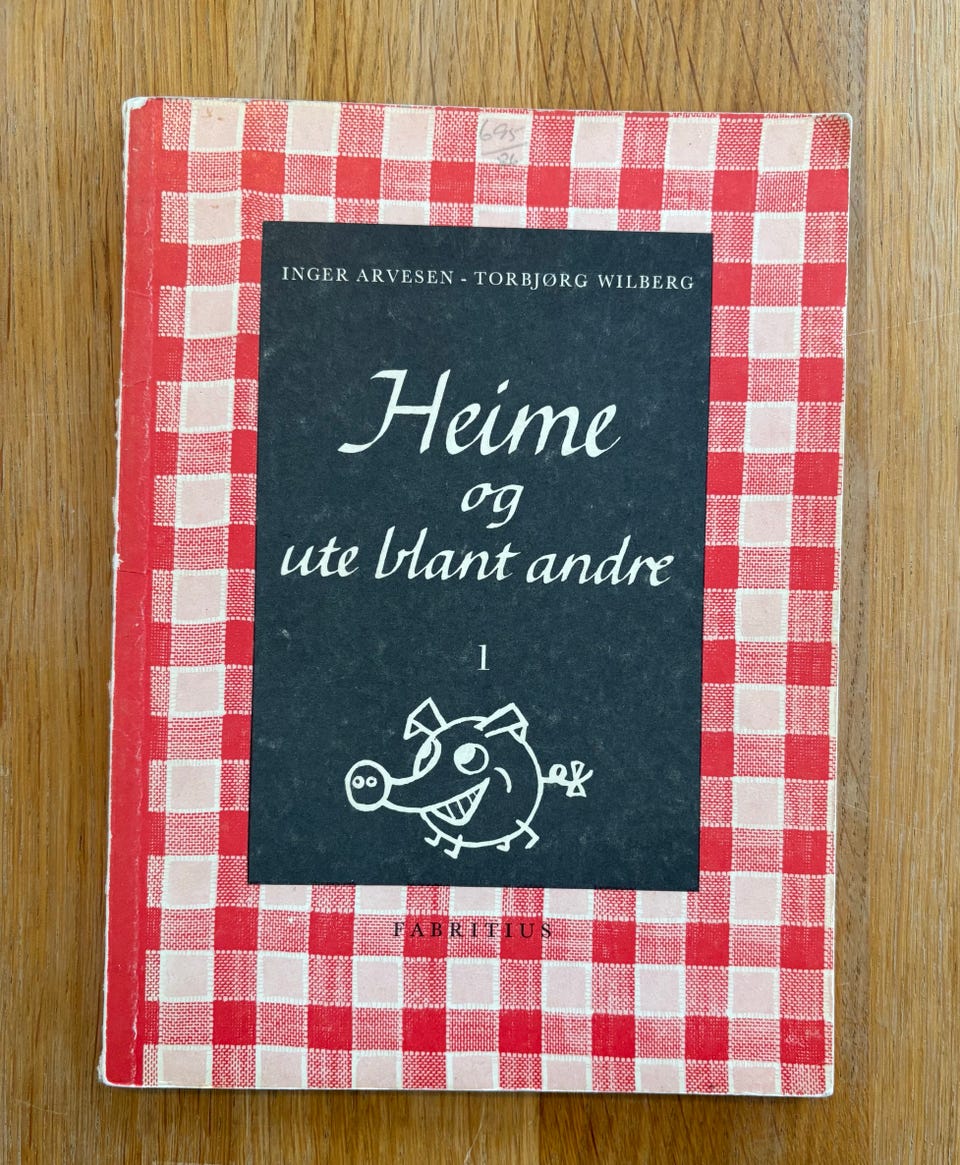 INGER ARVESEN - TORBJØRG WILBERG
Heime
og
ute blant andre
1
FABRITIUS